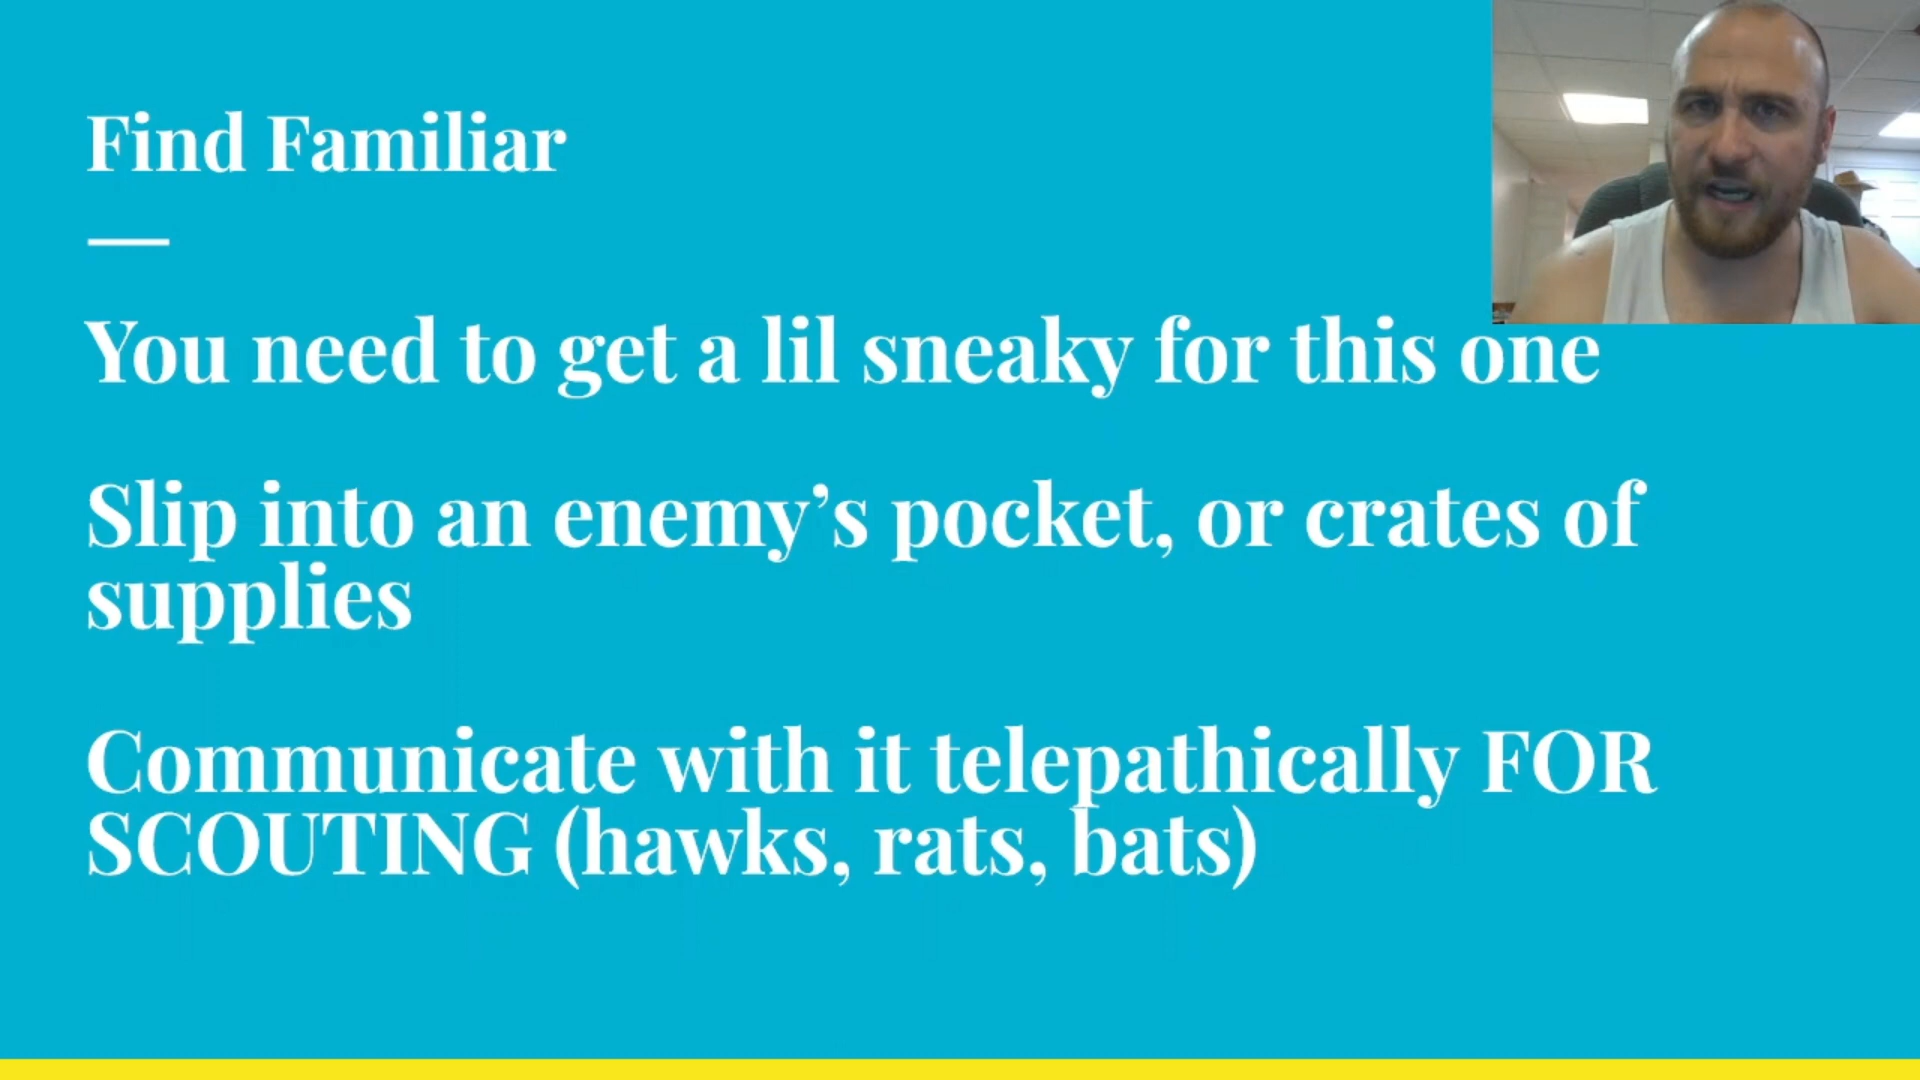 Find Familiar
You need to get a lil sneaky for this one
Slip into an enemy’s pocket, or crates of
supplies
Communicate with it telepathically FOR
SCOUTING (hawks, rats, bats)